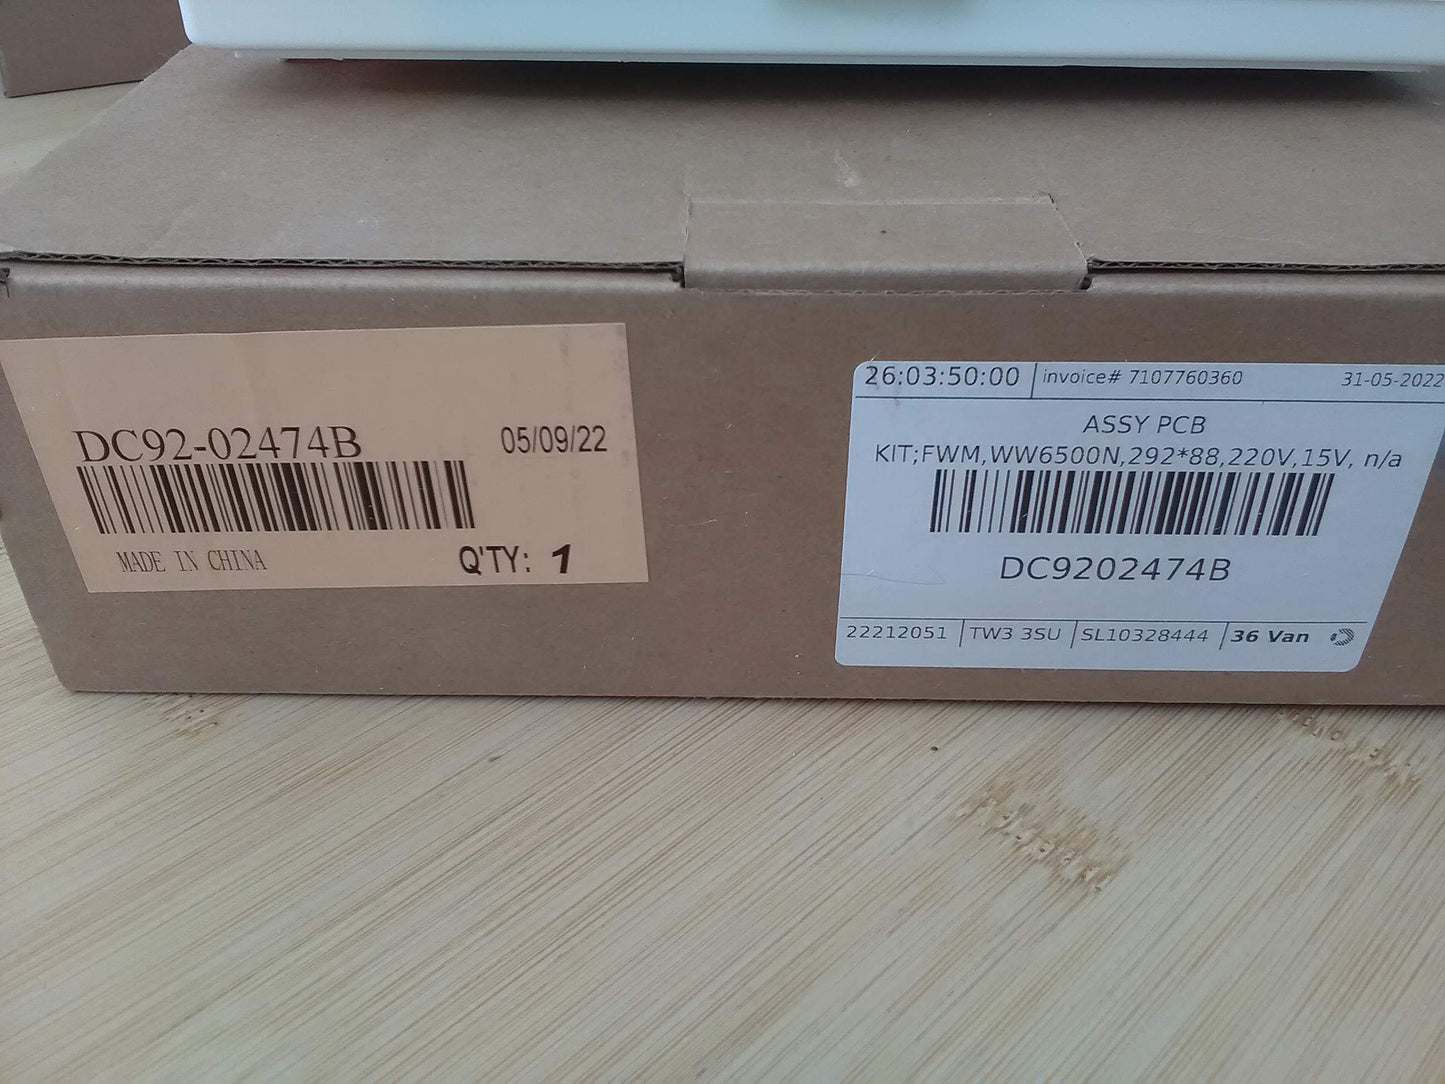 DC92-02474B 05/09/22
MADE IN CHINA Q'TY: 1
26:03:50:00 invoice# 7107760360 31-05-2022
ASSY PCB
KIT;FWM,WW6500N,292*88,220V,15V, n/a
DC9202474B
22212051 TW3 3SU SL10328444 36 Van